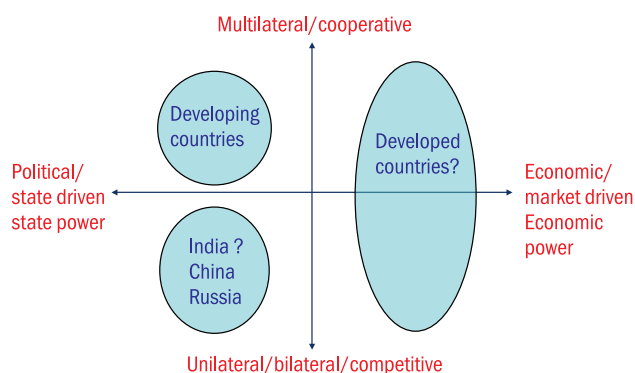 Multilateral/cooperative
Developing
countries
Developed
countries?
Political/
state driven
state power
Economic/
market driven
Economic
power
India ?
China
Russia
Unilateral/bilateral/competitive